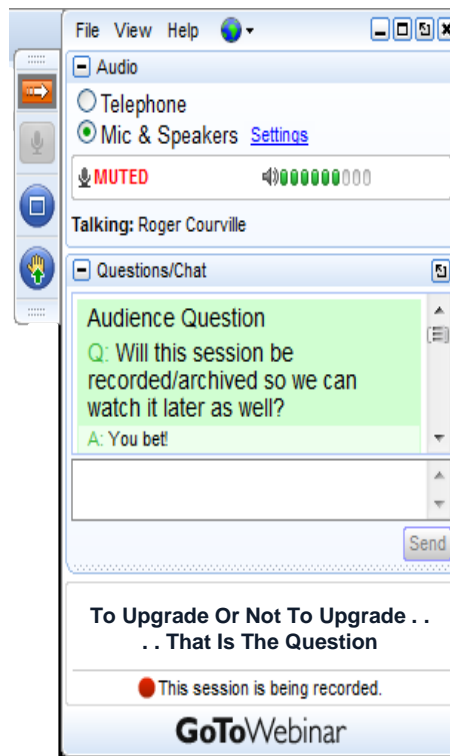 File View Help
Audio
Telephone
Mic & Speakers Settings
MUTED
Talking: Roger Courville
Questions/Chat
Audience Question
Q: Will this session be
recorded/archived so we can
watch it later as well?
A: You bet!
Send
To Upgrade Or Not To Upgrade . .
. . That Is The Question
This session is being recorded.
GoToWebinar